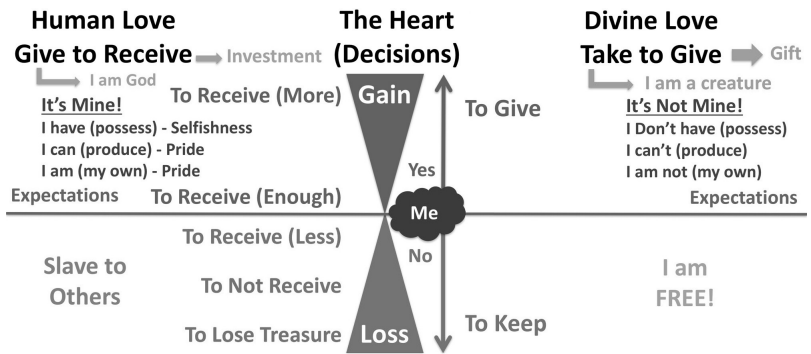 Human Love
Give to Receive
Investment
I am God
It's Mine!
I have (possess) - Selfishness
I can (produce) - Pride
I am (my own) - Pride
Expectations
Slave to
Others
The Heart
(Decisions)
To Receive (More)
To Receive (Enough)
To Receive (Less)
To Not Receive
To Lose Treasure
Gain
Loss
Yes
Me
No
To Give
To Keep
Divine Love
Take to Give
Gift
I am a creature
It's Not Mine!
I Don't have (possess)
I can't (produce)
I am not (my own)
Expectations
I am
FREE!